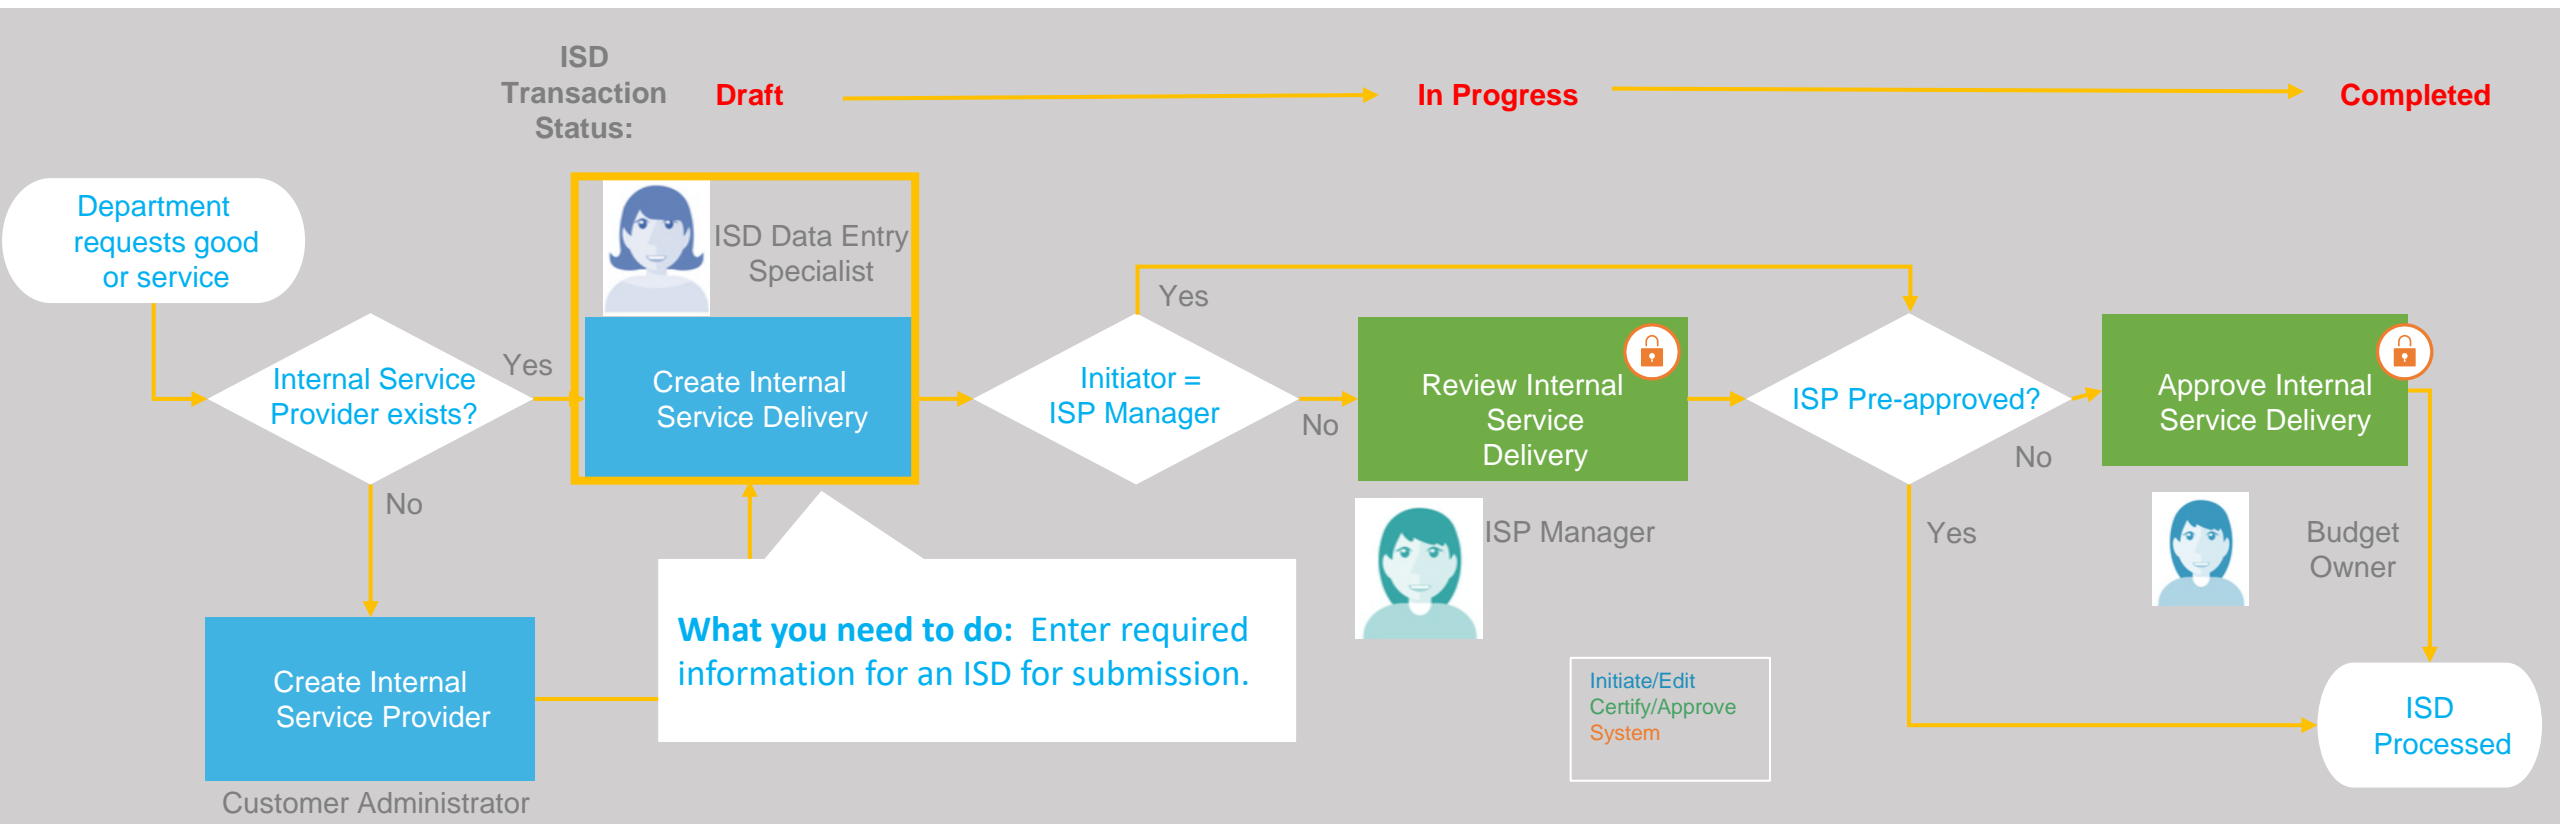 ISD
Transaction
Status:
Draft
In Progress
Completed
Department
requests good
or service
ISD Data Entry
Specialist
Internal Service
Provider exists?
Yes
No
Create Internal
Service Delivery
Initiator =
ISP Manager
Yes
No
Review Internal
Service
Delivery
ISP Manager
ISP Pre-approved?
No
Yes
Approve Internal
Service Delivery
Budget
Owner
What you need to do: Enter required
information for an ISD for submission.
Create Internal
Service Provider
Customer Administrator
Initiate/Edit
Certify/Approve
System
ISD
Processed